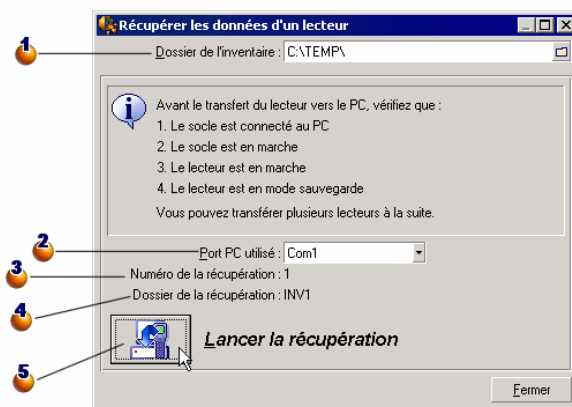 Récupérer les données d'un lecteur
1
Dossier de l'inventaire : C:\TEMP\
Avant le transfert du lecteur vers le PC, vérifiez que :
1. Le socle est connecté au PC
2. Le socle est en marche
3. Le lecteur est en marche
4. Le lecteur est en mode sauvegarde
Vous pouvez transférer plusieurs lecteurs à la suite.
2
Port PC utilisé : Com1
3
Numéro de la récupération : 1
4
Dossier de la récupération : INV1
5
Lancer la récupération
Fermer